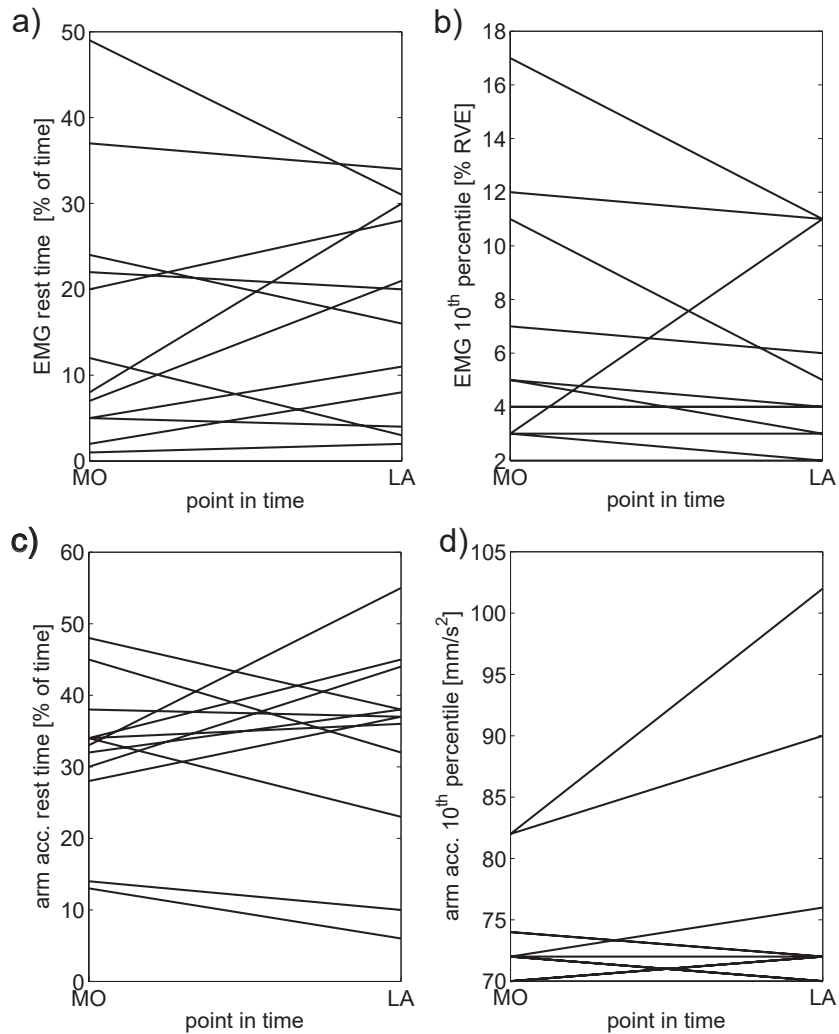 a)
EMG rest time [% of time]
50
40
30
20
10
0
MO
LA
point in time
b)
EMG 10th percentile [% RVE]
18
16
14
12
10
8
6
4
2
MO
LA
point in time
c)
arm acc. rest time [% of time]
60
50
40
30
20
10
0
MO
LA
point in time
d)
arm acc. 10th percentile [mm/s2]
105
100
95
90
85
80
75
70
MO
LA
point in time